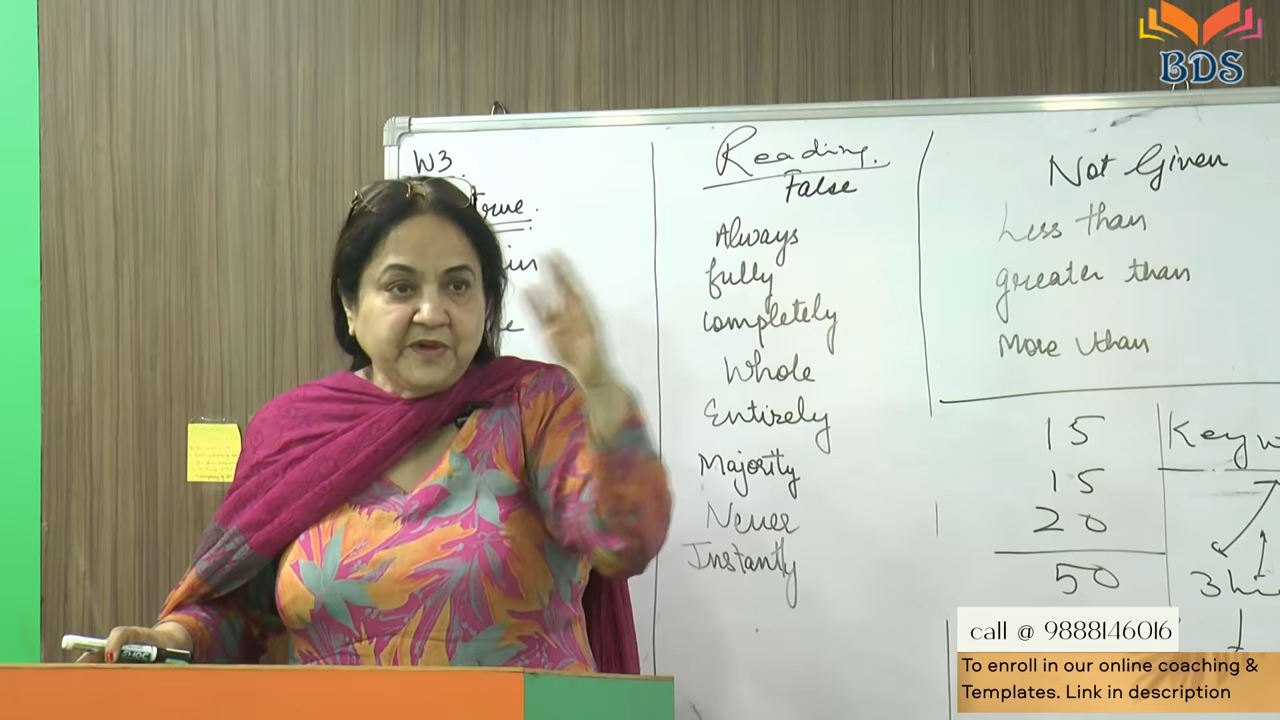 BDS
W3.
true.
Reading.
False
Always
fully
completely
Whole
Entirely
Majority
Never
Instantly
Not Given
Less than
greater than
More than
15
15
20
50
call @ 9888146016
To enroll in our online coaching &
Templates. Link in description